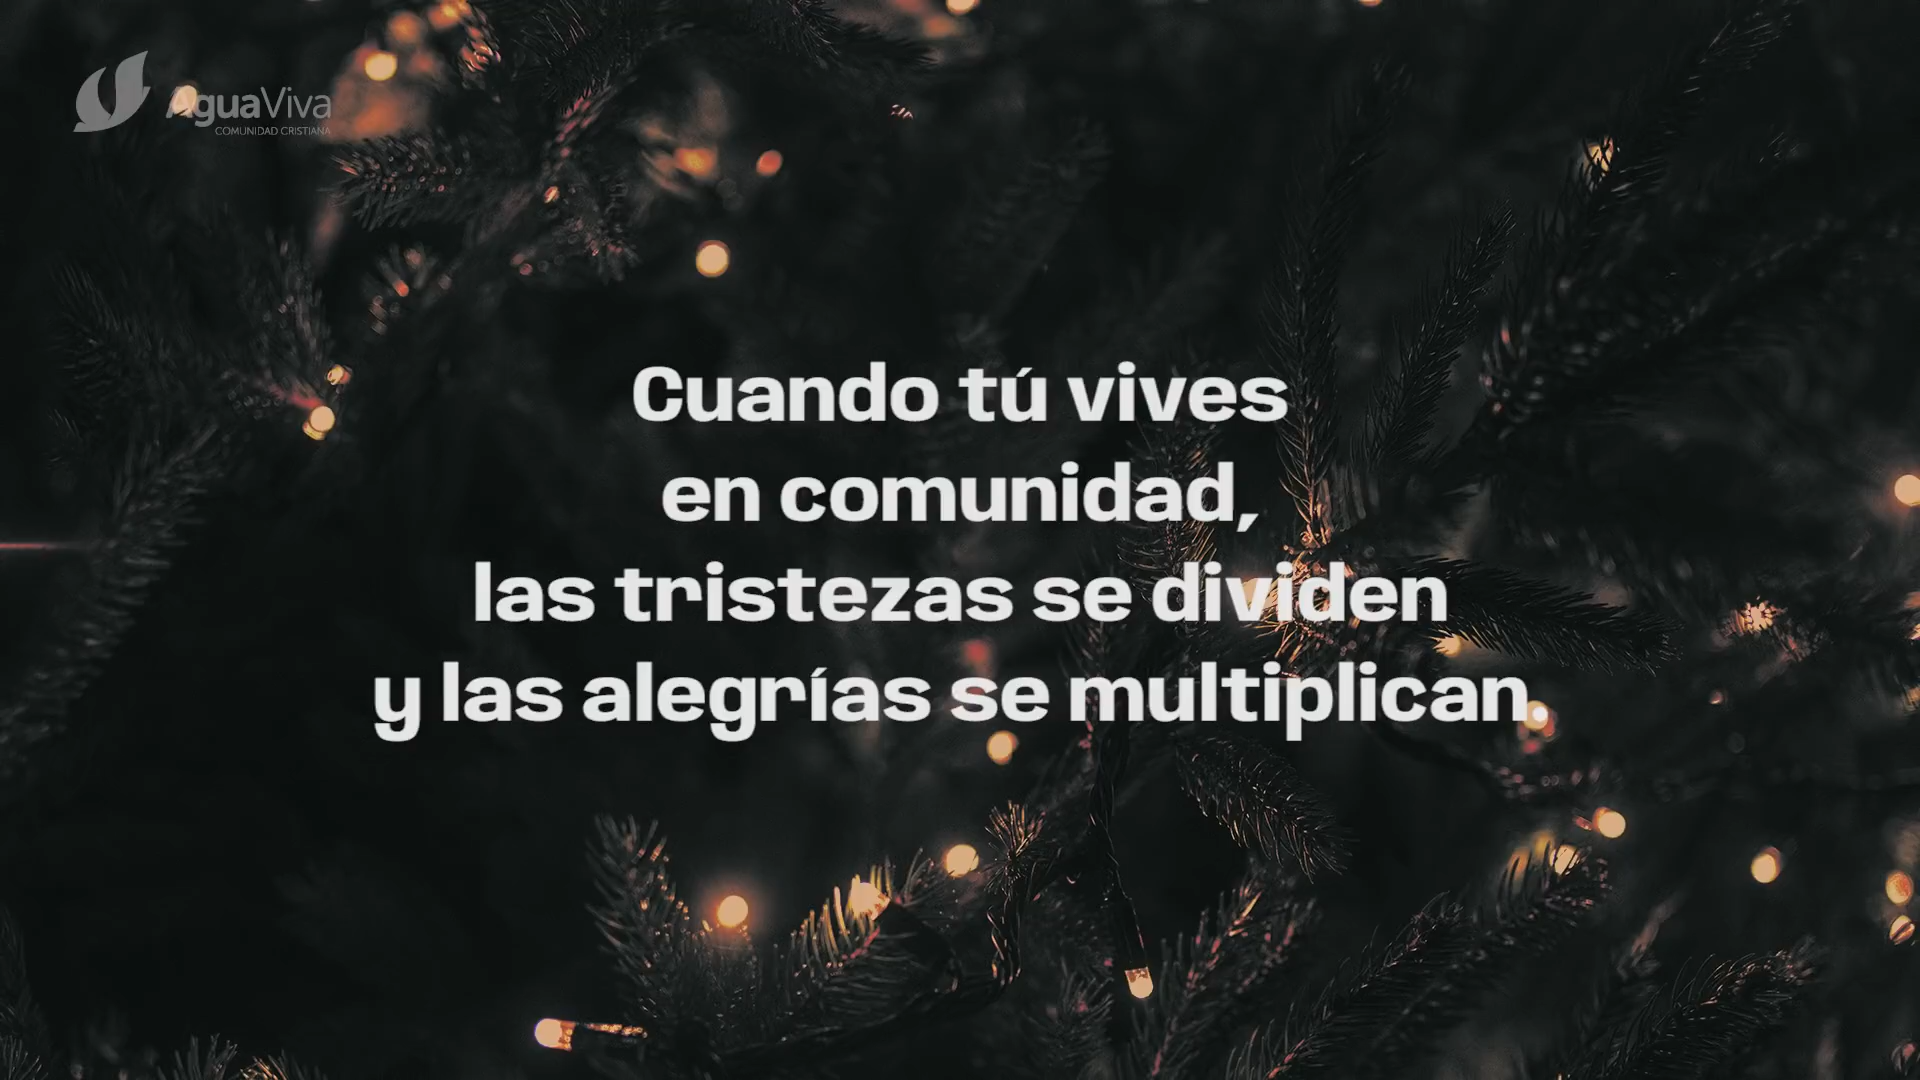 AguaViva
COMUNIDAD CRISTIANA
Cuando tú vives
en comunidad,
las tristezas se dividen
y las alegrías se multiplican.